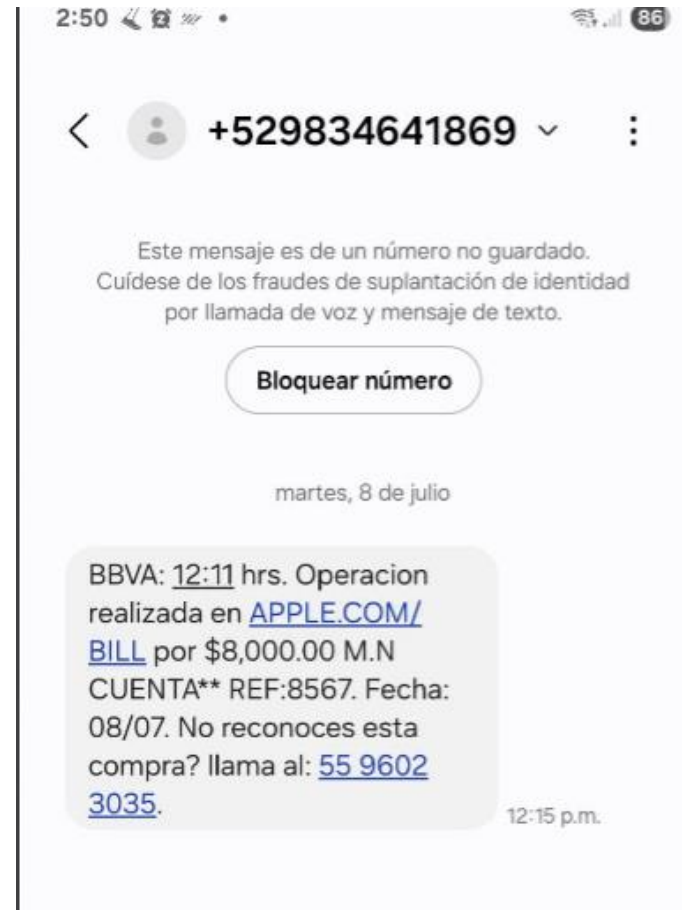 2:50
86
+529834641869
Este mensaje es de un número no guardado.
Cuídese de los fraudes de suplantación de identidad
por llamada de voz y mensaje de texto.
Bloquear número
martes, 8 de julio
BBVA: 12:11 hrs. Operacion
realizada en APPLE.COM/
BILL por $8,000.00 M.N
CUENTA** REF:8567. Fecha:
08/07. No reconoces esta
compra? llama al: 55 9602
3035.
12:15 p.m.